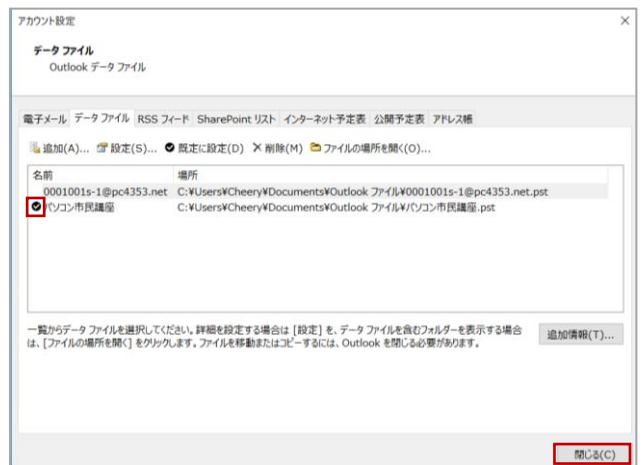 アカウント設定
データ ファイル
Outlook データ ファイル
電子メール データ ファイル RSS フィード SharePoint リスト インターネット予定表 公開予定表 アドレス帳
追加(A)... 設定(S)... 既定に設定(D) 削除(M) ファイルの場所を開く(O)...
名前 場所
0001001s-1@pc4353.net C:¥Users¥Cheery¥Documents¥Outlook ファイル¥0001001s-1@pc4353.net.pst
パソコン市民講座 C:¥Users¥Cheery¥Documents¥Outlook ファイル¥パソコン市民講座.pst
一覧からデータ ファイルを選択してください。詳細を設定する場合は [設定] を、データ ファイルを含むフォルダーを表示する場合
は、[ファイルの場所を開く] をクリックします。ファイルを移動またはコピーするには、Outlook を閉じる必要があります。
追加情報(T)...
閉じる(C)